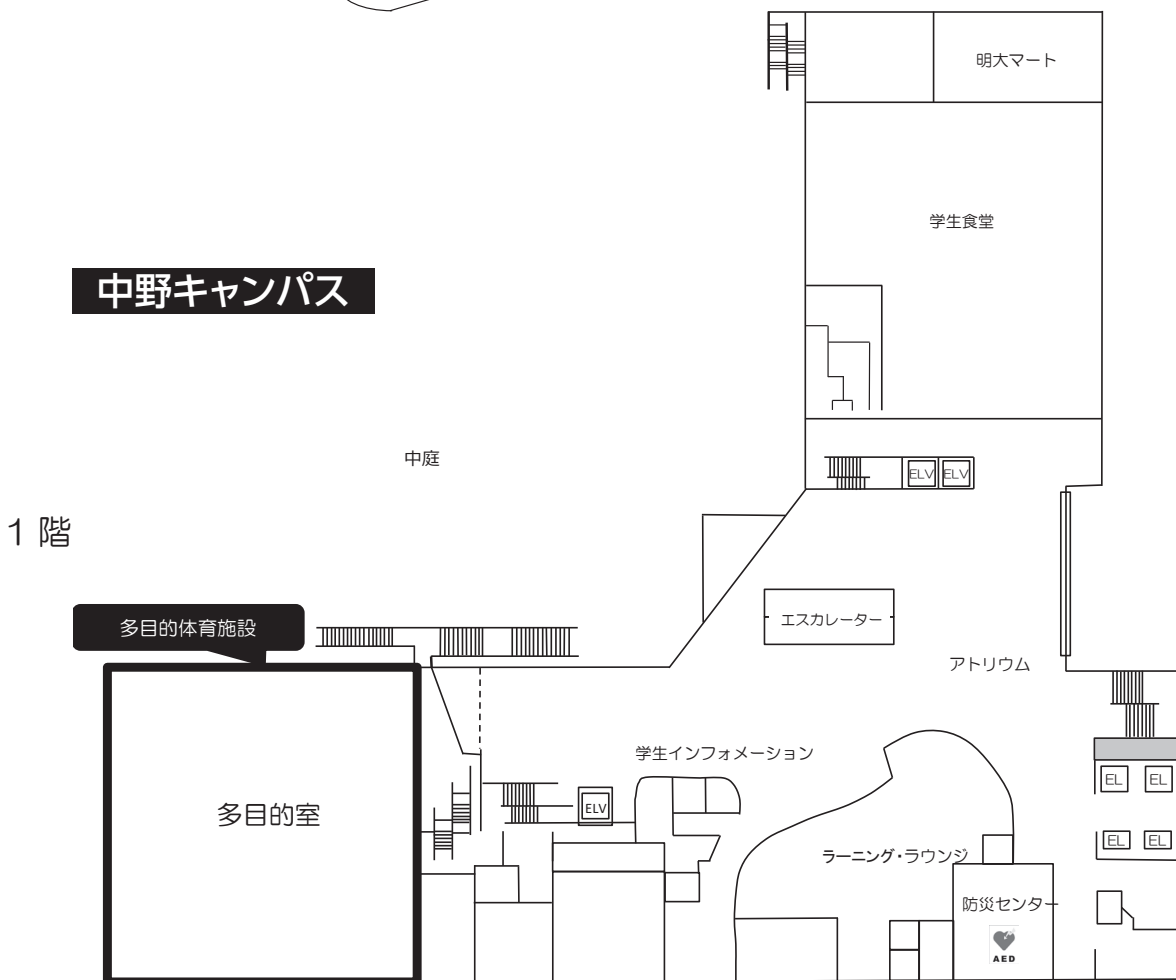 明大マート
学生食堂
中野キャンパス
中庭
ELV
ELV
1 階
多目的体育施設
エスカレーター
アトリウム
学生インフォメーション
EL
EL
多目的室
ELV
EL
EL
ラーニング・ラウンジ
防災センター
AED